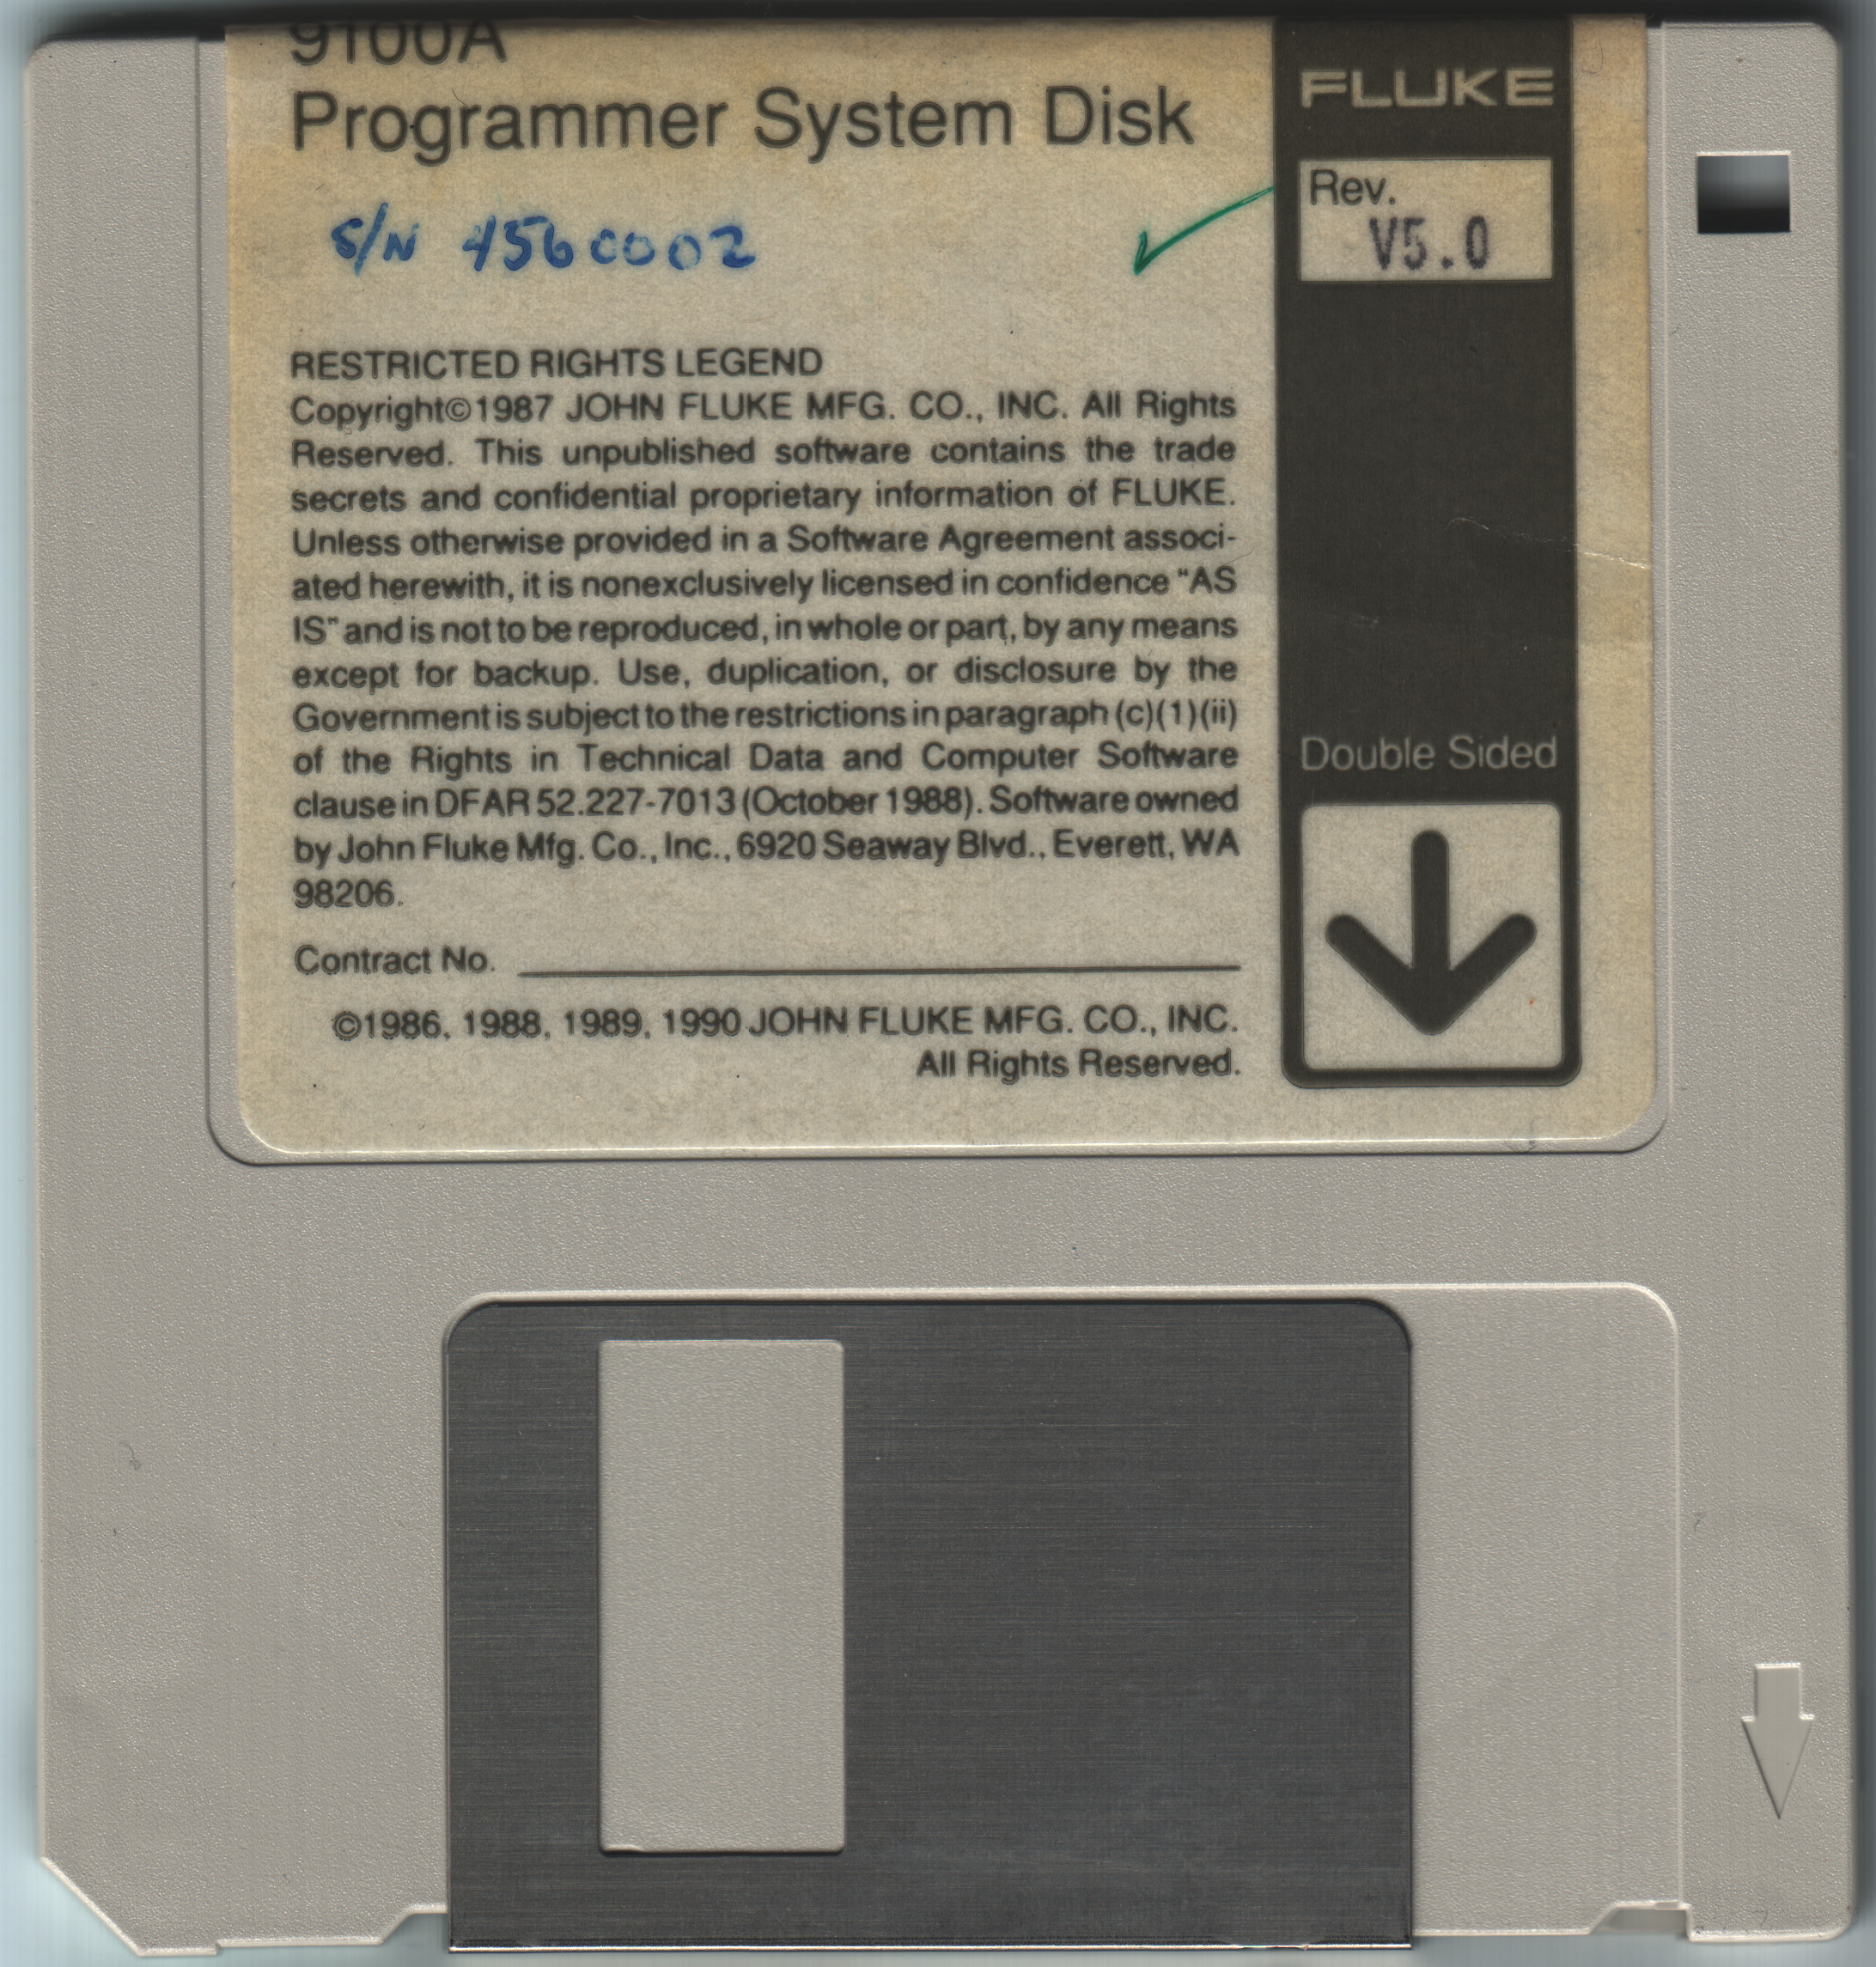 9100A
Programmer System Disk
S/N 4560002
RESTRICTED RIGHTS LEGEND
Copyright©1987 JOHN FLUKE MFG. CO., INC. All Rights
Reserved. This unpublished software contains the trade
secrets and confidential proprietary information of FLUKE.
Unless otherwise provided in a Software Agreement associ-
ated herewith, it is nonexclusively licensed in confidence "AS
IS" and is not to be reproduced, in whole or part, by any means
except for backup. Use, duplication, or disclosure by the
Government is subject to the restrictions in paragraph (c)(1)(ii)
of the Rights in Technical Data and Computer Software
clause in DFAR 52.227-7013 (October 1988). Software owned
by John Fluke Mfg. Co., Inc., 6920 Seaway Blvd., Everett, WA
98206.
Contract No.
©1986, 1988, 1989, 1990 JOHN FLUKE MFG. CO., INC.
All Rights Reserved.
FLUKE
Rev.
V5.0
Double Sided